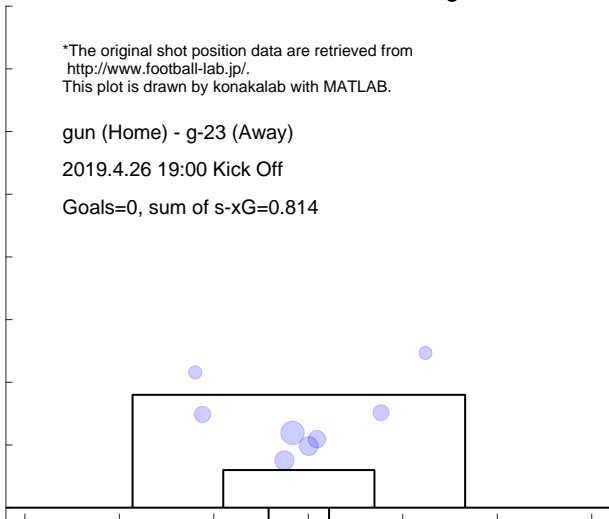 *The original shot position data are retrieved from
http://www.football-lab.jp/.
This plot is drawn by konakalab with MATLAB.
gun (Home) - g-23 (Away)
2019.4.26 19:00 Kick Off
Goals=0, sum of s-xG=0.814